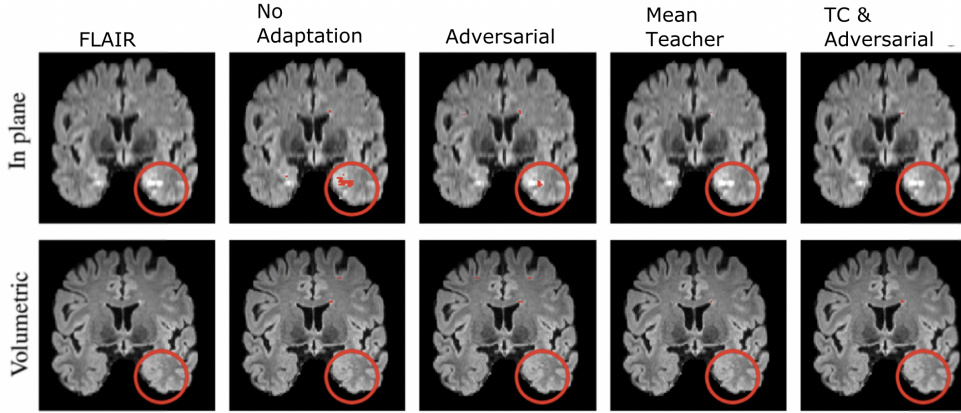 FLAIR
No
Adaptation
Adversarial
Mean
Teacher
TC &
Adversarial
In plane
Volumetric